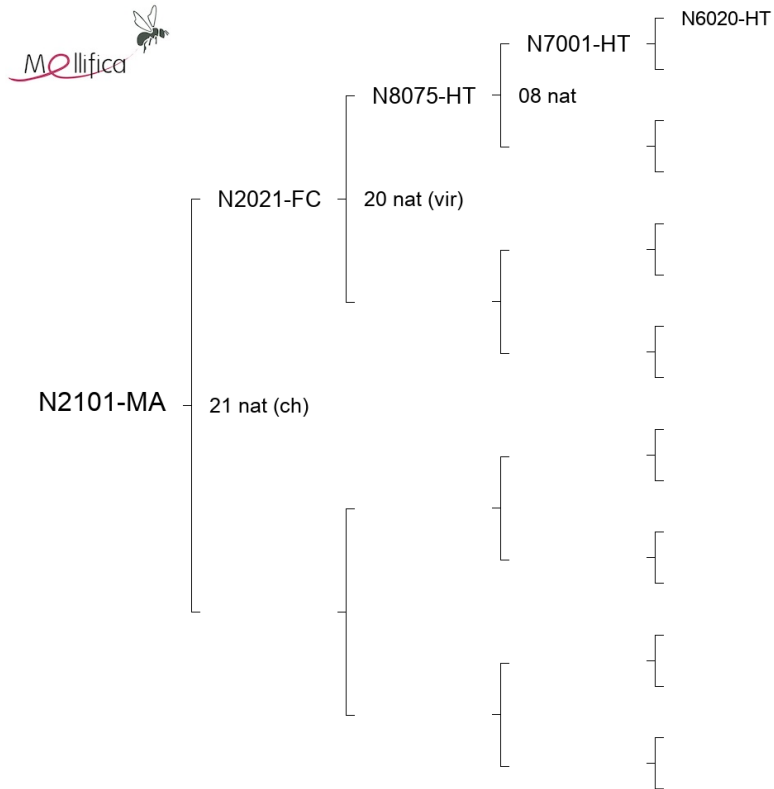 Mellifica
N6020-HT
N7001-HT
N8075-HT
08 nat
N2021-FC
20 nat (vir)
N2101-MA
21 nat (ch)